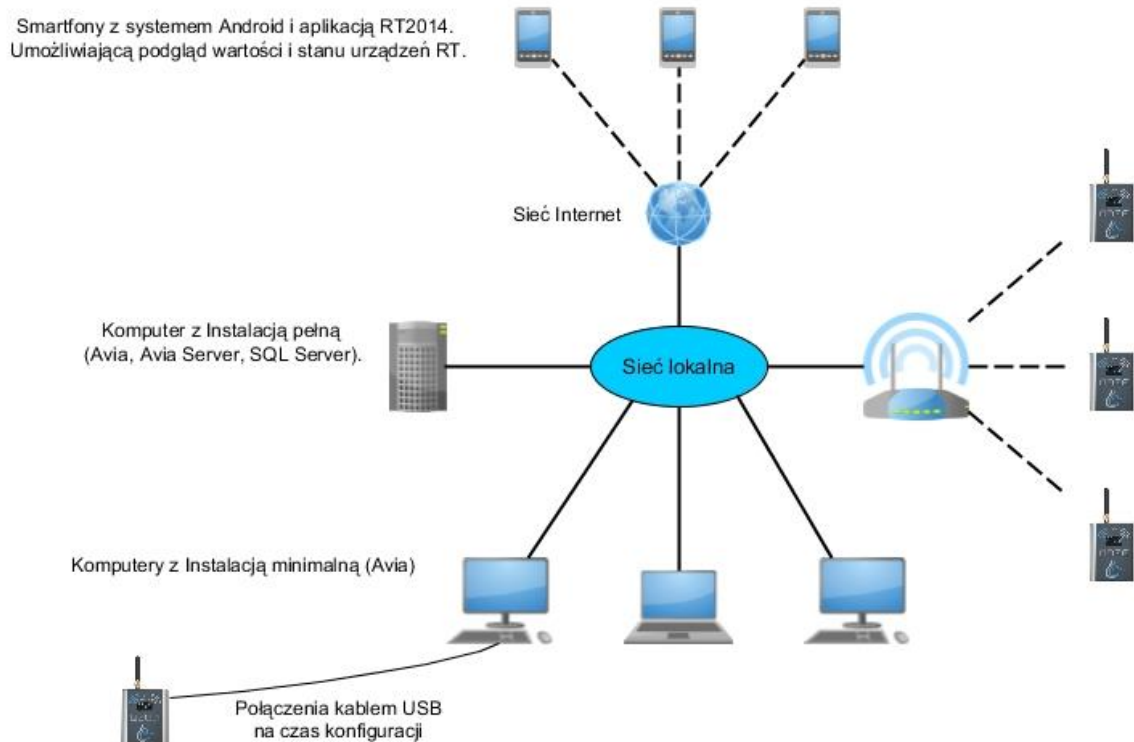 Smartfony z systemem Android i aplikacją RT2014.
Umożliwiającą podgląd wartości i stanu urządzeń RT.
Sieć Internet
Komputer z Instalacją pełną
(Avia, Avia Server, SQL Server).
Sieć lokalna
Komputery z Instalacją minimalną (Avia)
Połączenia kablem USB
na czas konfiguracji